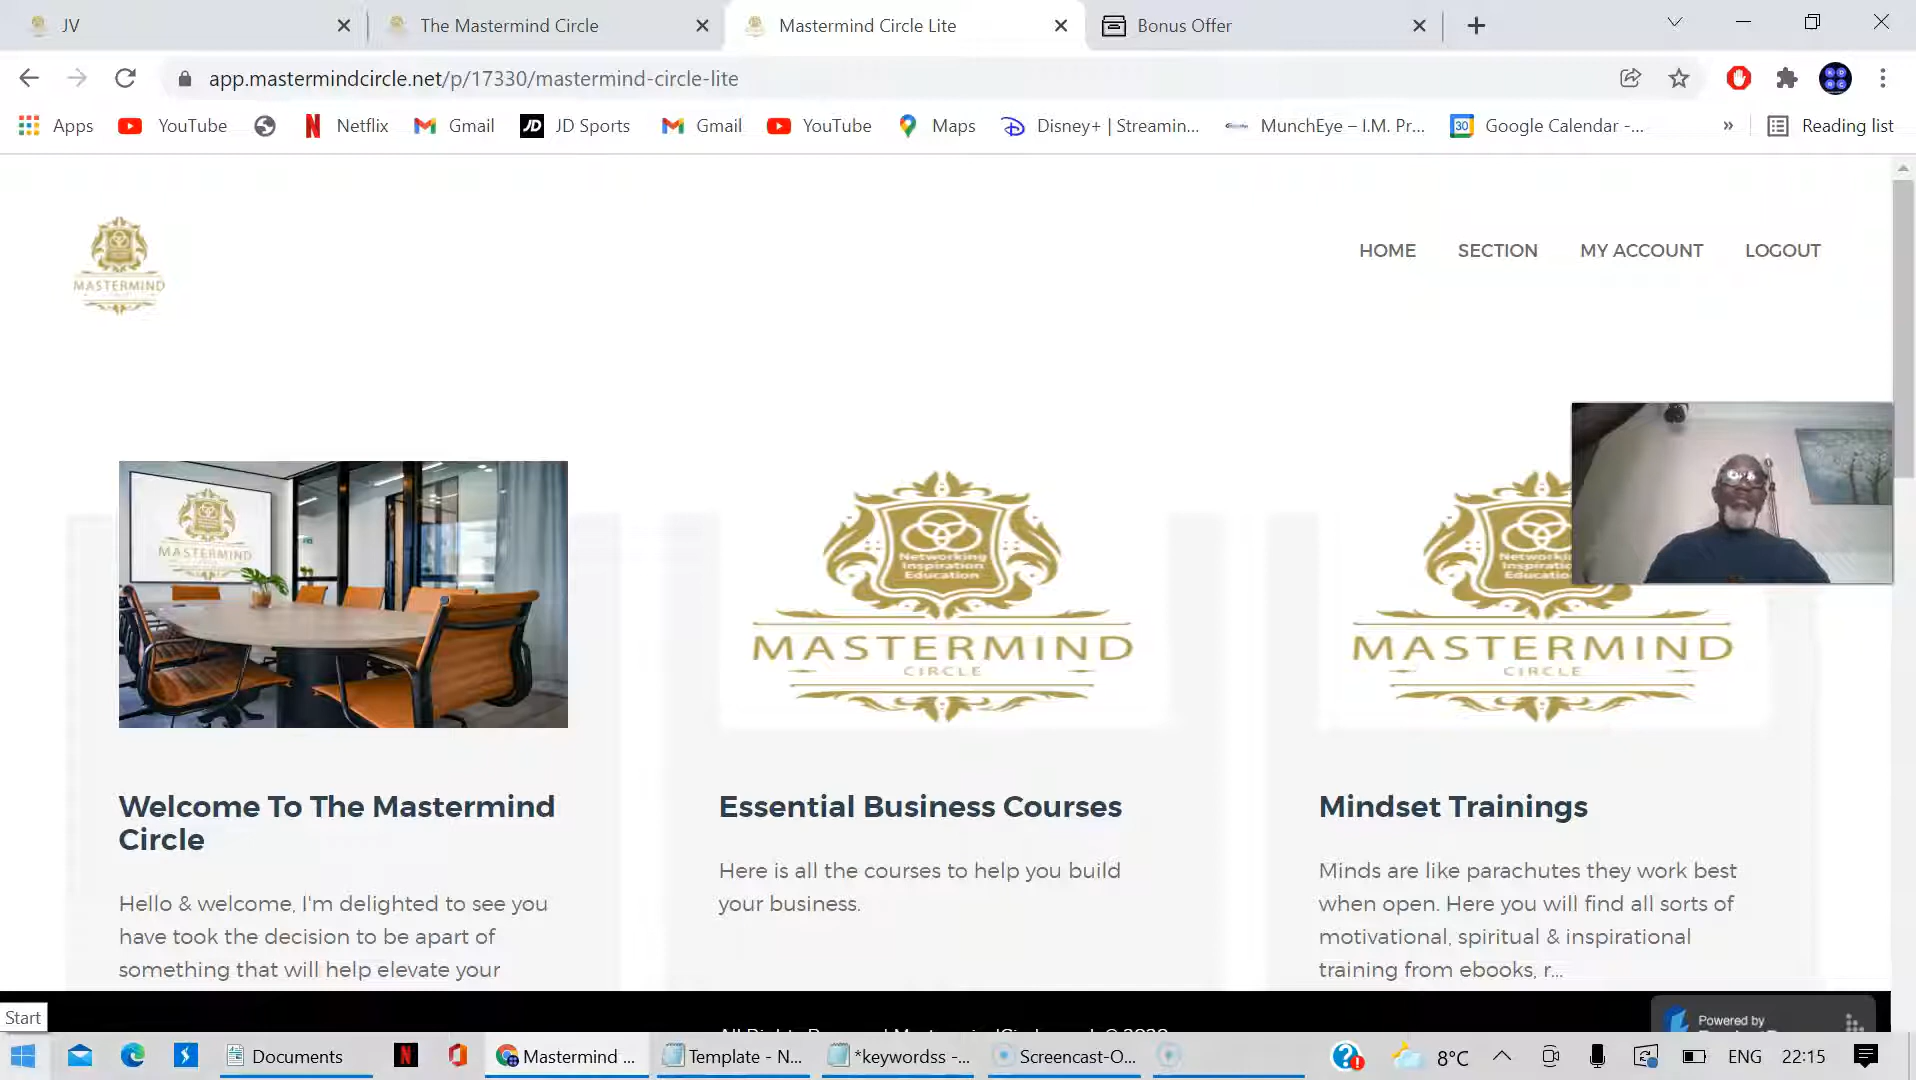 JV
The Mastermind Circle
Mastermind Circle Lite
Bonus Offer
app.mastermindcircle.net/p/17330/mastermind-circle-lite
Apps
YouTube
Netflix
Gmail
JD
JD Sports
Gmail
YouTube
Maps
Disney+ | Streamin...
MunchEye – I.M. Pr...
30
Google Calendar -...
»
Reading list
MASTERMIND
HOME
SECTION
MY ACCOUNT
LOGOUT
MASTERMIND
Networking
Inspiration
Education
MASTERMIND
CIRCLE
Networking
Inspiration
Education
MASTERMIND
CIRCLE
Welcome To The Mastermind
Circle
Hello & welcome, I'm delighted to see you
have took the decision to be apart of
something that will help elevate your
Essential Business Courses
Here is all the courses to help you build
your business.
Mindset Trainings
Minds are like parachutes they work best
when open. Here you will find all sorts of
motivational, spiritual & inspirational
training from ebooks, r...
Start
Powered by
Documents
Mastermind ...
Template - N...
*keywordss -...
Screencast-O...
8°C
ENG
22:15